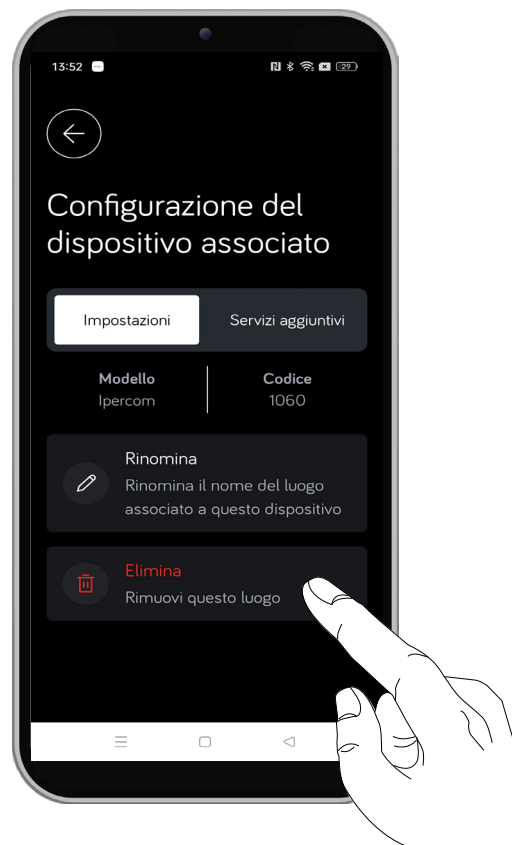 13:52
29
Configurazione del
dispositivo associato
Impostazioni
Servizi aggiuntivi
Modello
Codice
Ipercom
1060
Rinomina
Rinomina il nome del luogo
associato a questo dispositivo
Elimina
Rimuovi questo luogo